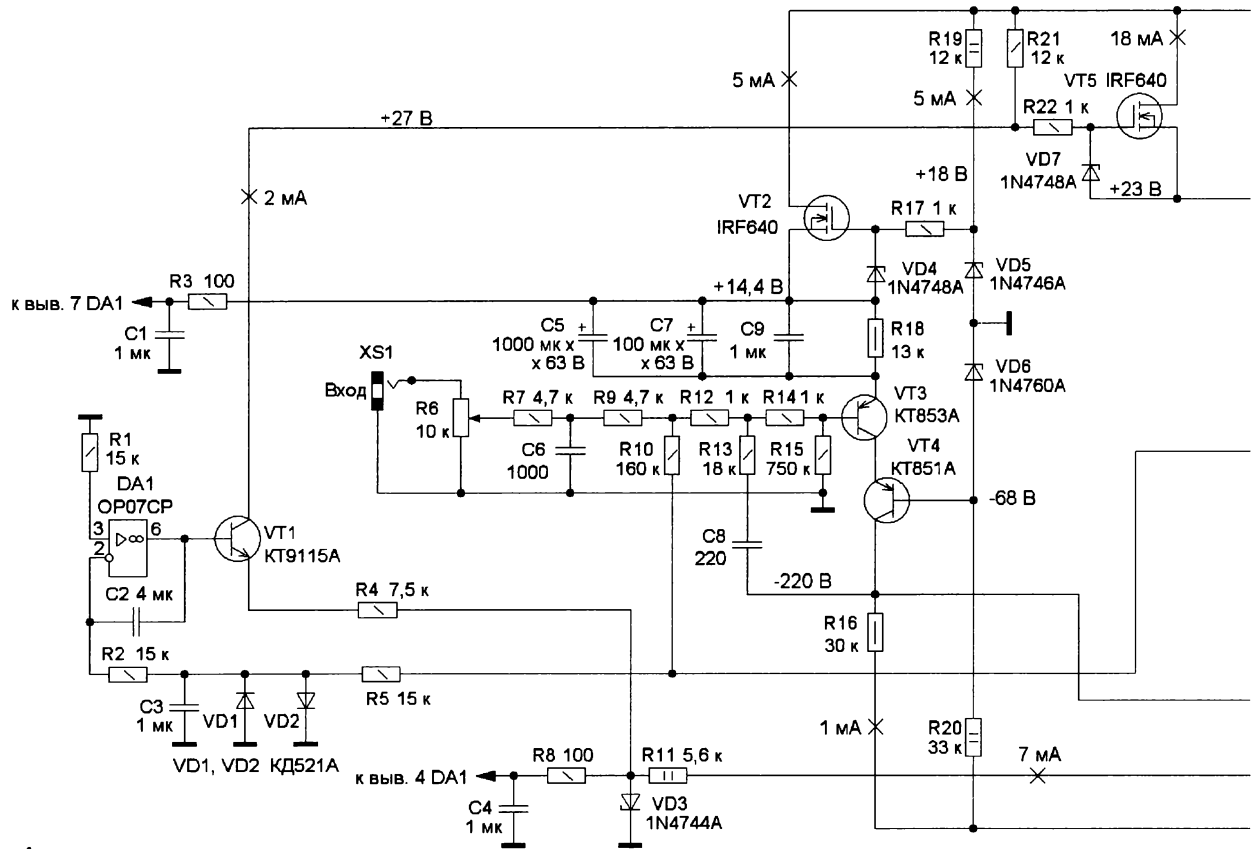 R19
12 к
R21
12 к
18 мА
VT5 IRF640
5 мА
5 мА
R22 1 к
+27 В
VD7
1N4748A
+18 В
+23 В
2 мА
VT2
IRF640
R17 1 к
R3 100
к выв. 7 DA1
+14,4 В
VD4
1N4748A
VD5
1N4746A
C1
1 мк
C5
1000 мк х
х 63 В
C7
100 мк х
х 63 В
C9
1 мк
R18
13 к
XS1
Вход
VD6
1N4760A
R7 4,7 к
R9 4,7 к
R12 1 к
R14 1 к
VT3
КТ853А
R6
10 к
R1
15 к
C6
1000
R10
160 к
R13
18 к
R15
750 к
VT4
КТ851А
DA1
OP07CP
3
2
6
▷∞
-68 В
VT1
КТ9115А
C8
220
C2 4 мк
R4 7,5 к
-220 В
R16
30 к
R2 15 к
R5 15 к
C3
1 мк
VD1
VD2
VD1, VD2 КД521А
1 мА
R20
33 к
7 мА
к выв. 4 DA1
R8 100
R11 5,6 к
C4
1 мк
VD3
1N4744A